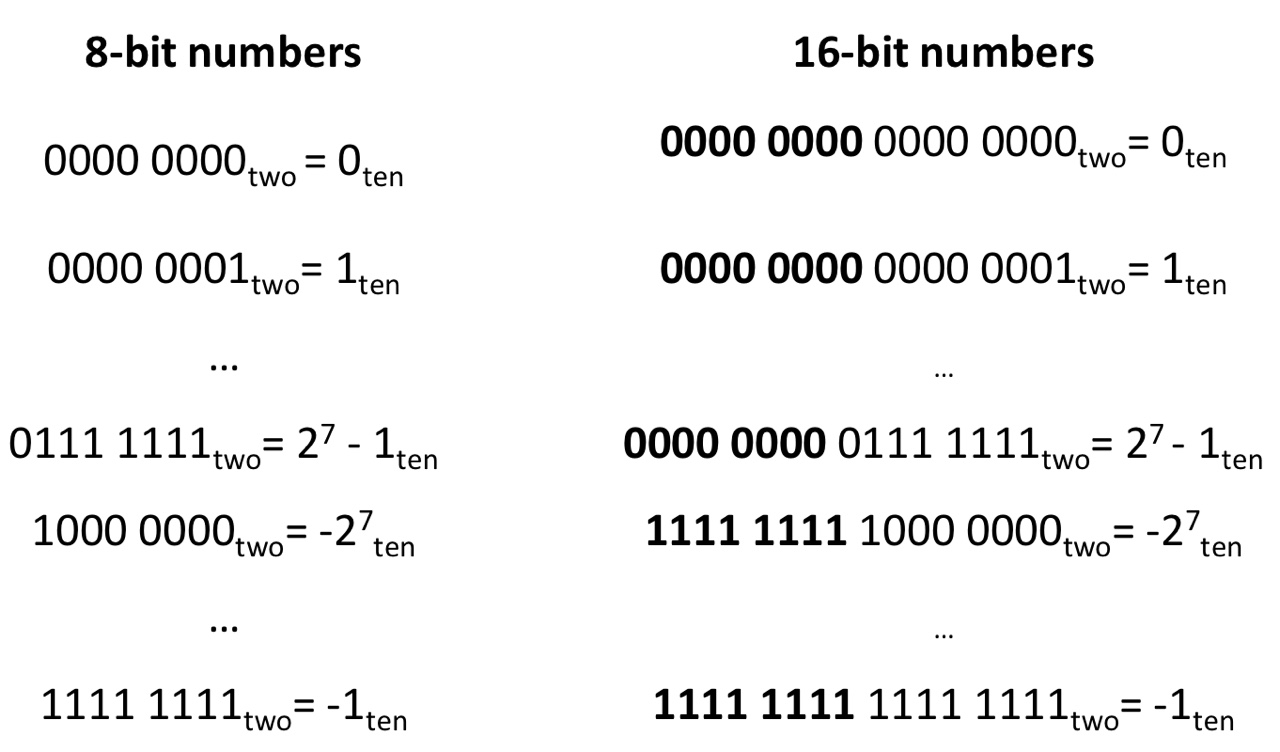 8-bit numbers
16-bit numbers
0000 0000two = 0ten
0000 0000 0000 0000two= 0ten
0000 0001two= 1ten
0000 0000 0000 0001two= 1ten
...
...
0111 1111two= 2⁷ - 1ten
0000 0000 0111 1111two= 2⁷ - 1ten
1000 0000two= -2⁷ten
1111 1111 1000 0000two= -2⁷ten
...
...
1111 1111two= -1ten
1111 1111 1111 1111two= -1ten